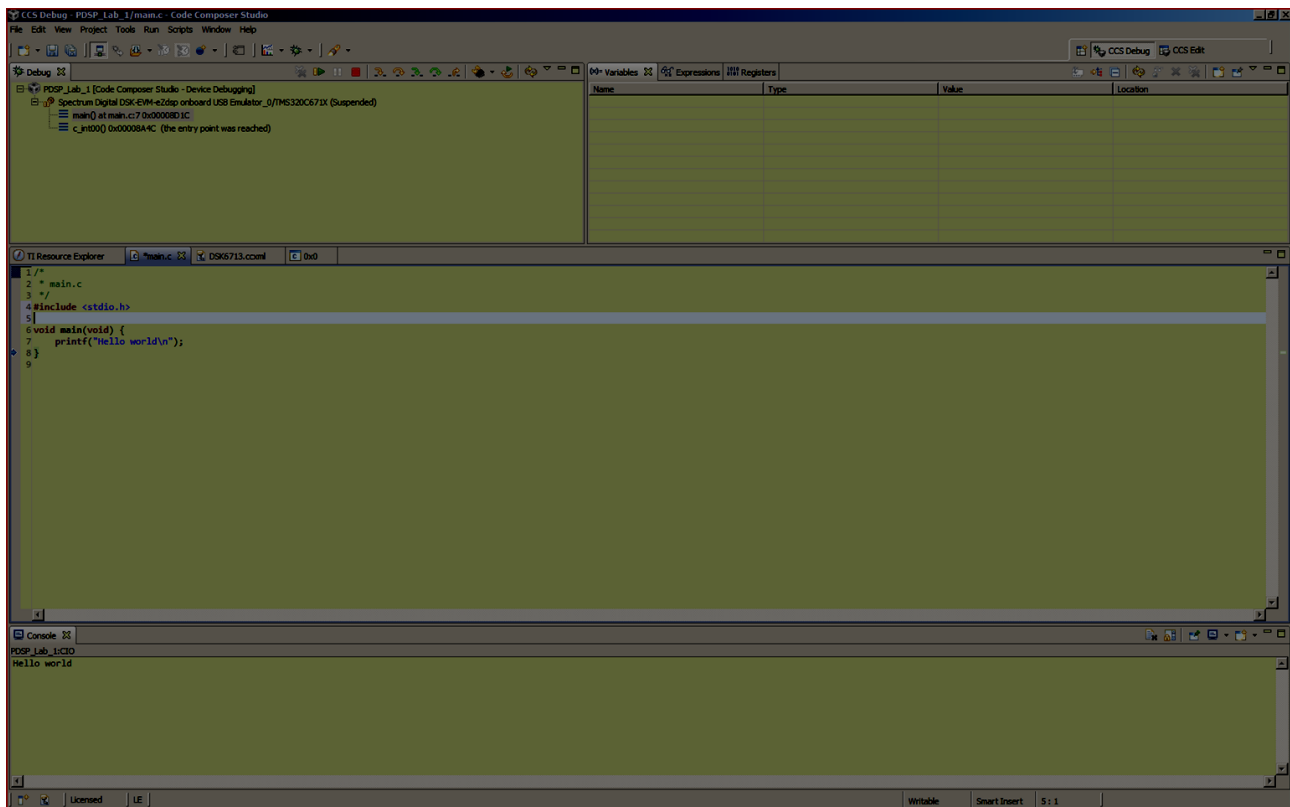 CCS Debug - PDSP_Lab_1/main.c - Code Composer Studio
File Edit View Project Tools Run Scripts Window Help
CCS Debug CCS Edit
Debug
PDSP_Lab_1 [Code Composer Studio - Device Debugging]
Spectrum Digital DSK-EVM-eZdsp onboard USB Emulator_0/TMS320C671X (Suspended)
main() at main.c:7 0x00008D1C
c_int00() 0x00008A4C (the entry point was reached)
(x)= Variables Expressions Registers
Name Type Value Location
TI Resource Explorer *main.c DSK6713.ccxml 0x0
1 /*
2 * main.c
3 */
4 #include <stdio.h>
5
6 void main(void) {
7 printf("Hello world\n");
8 }
9
Console
PDSP_Lab_1:CIO
Hello world
Licensed LE Writable Smart Insert 5 : 1